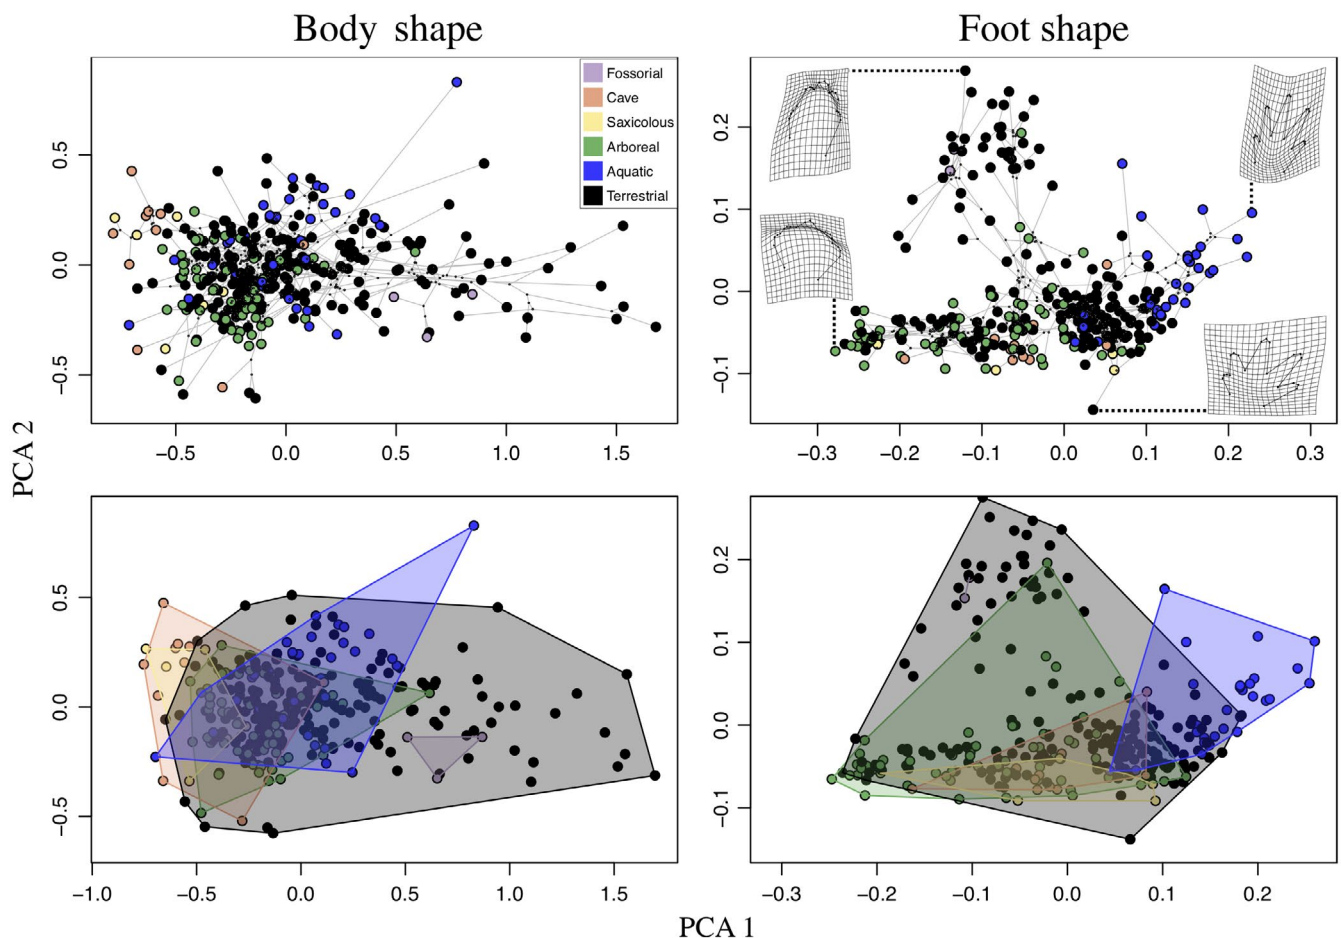 Body shape
Foot shape
Fossorial
Cave
Saxicolous
Arboreal
Aquatic
Terrestrial
0.5
0.0
−0.5
−0.5 0.0 0.5 1.0 1.5
0.2
0.1
0.0
−0.1
−0.3 −0.2 −0.1 0.0 0.1 0.2 0.3
PCA 2
0.5
0.0
−0.5
−1.0 −0.5 0.0 0.5 1.0 1.5
0.2
0.1
0.0
−0.1
−0.3 −0.2 −0.1 0.0 0.1 0.2
PCA 1